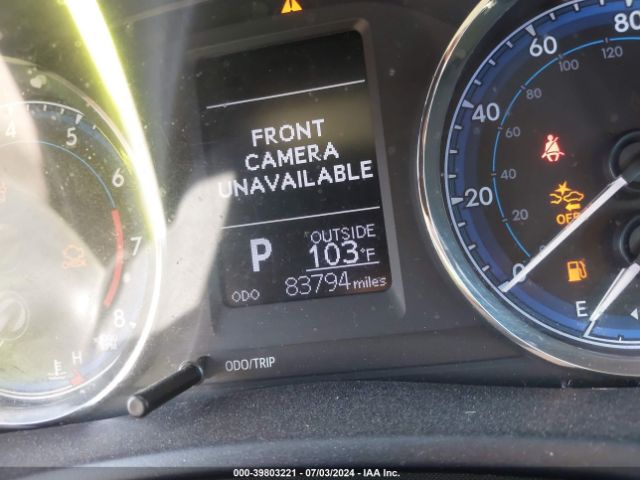 FRONT
CAMERA
UNAVAILABLE
P
OUTSIDE
103°F
ODO 83794 miles
ODO/TRIP
4
5
6
7
8
H
0
20
40
60
80
20
40
60
80
100
120
OFF
E
000-39803221 - 07/03/2024 - IAA Inc.